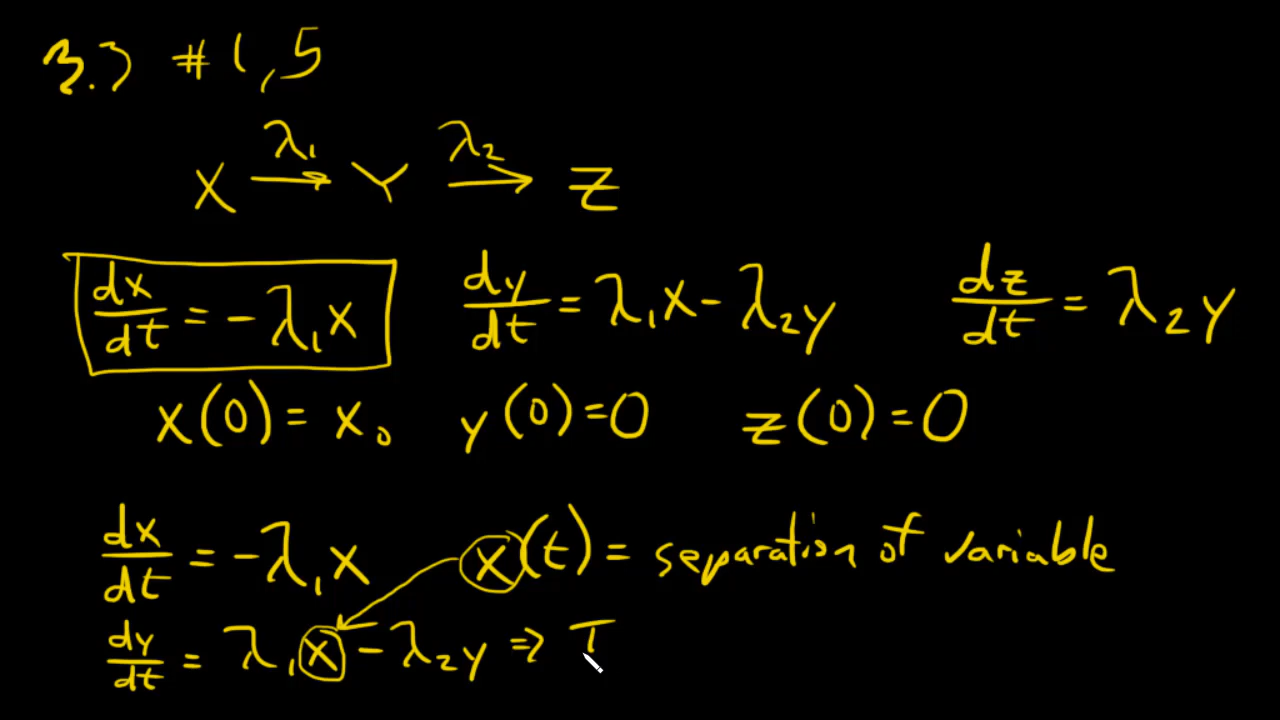 3.3 #1,5
X λ₁→ Y λ₂→ Z
dx/dt = -λ₁x   dy/dt = λ₁x - λ₂y   dz/dt = λ₂y
x(0) = x₀   y(0) = 0   z(0) = 0
dx/dt = -λ₁x   x(t) = separation of variable
dy/dt = λ₁x - λ₂y ⇒ I